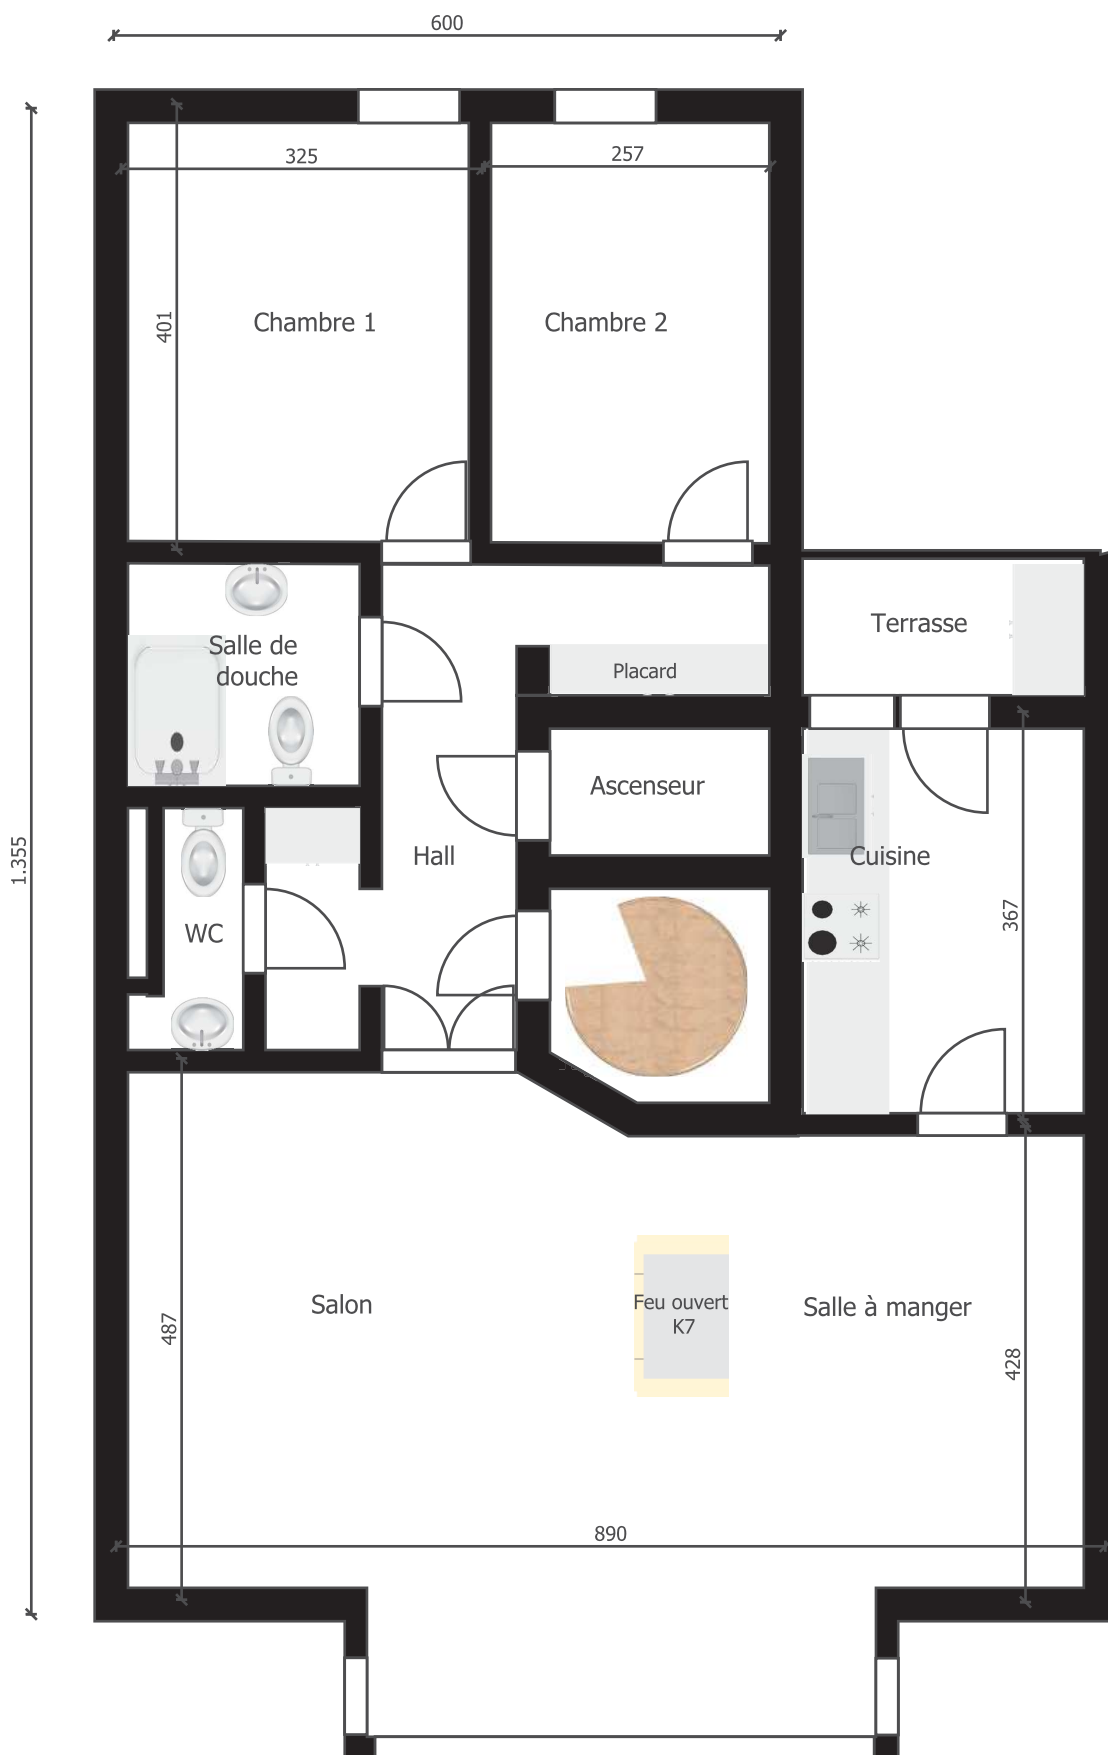 600
325
257
401
Chambre 1
Chambre 2
Terrasse
Salle de
douche
Placard
Ascenseur
Cuisine
Hall
1.355
367
WC
Salon
Feu ouvert
K7
Salle à manger
487
428
890